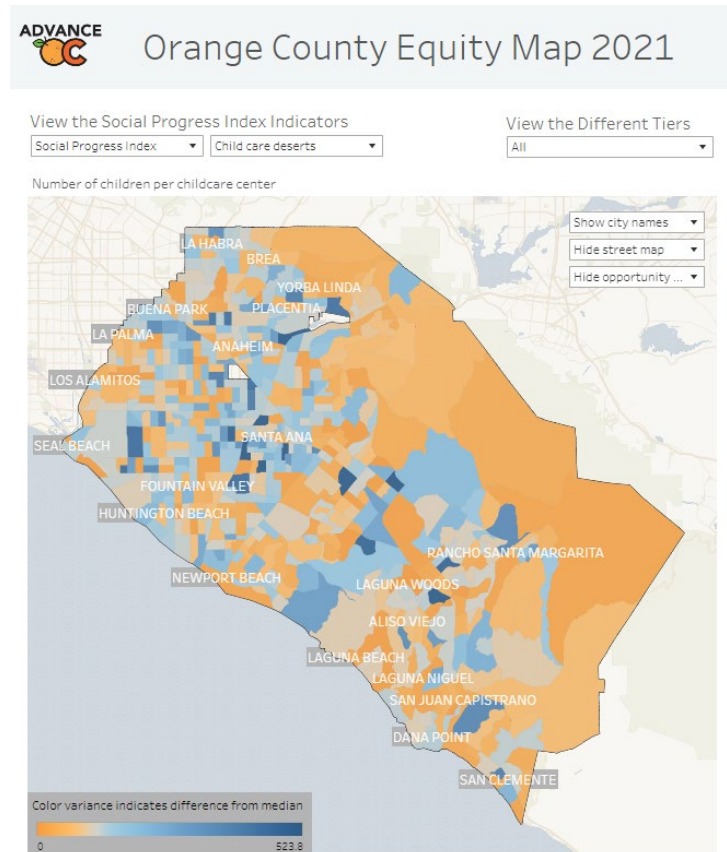 ADVANCE
OC
Orange County Equity Map 2021
View the Social Progress Index Indicators
View the Different Tiers
Social Progress Index
Child care deserts
All
Number of children per childcare center
Show city names
Hide street map
Hide opportunity ...
LA HABRA
BREA
YORBA LINDA
BUENA PARK
PLACENTIA
LA PALMA
ANAHEIM
LOS ALAMITOS
SANTA ANA
SEAL BEACH
FOUNTAIN VALLEY
HUNTINGTON BEACH
RANCHO SANTA MARGARITA
NEWPORT BEACH
LAGUNA WOODS
ALISO VIEJO
LAGUNA BEACH
LAGUNA NIGUEL
SAN JUAN CAPISTRANO
DANA POINT
SAN CLEMENTE
Color variance indicates difference from median
0
523.8